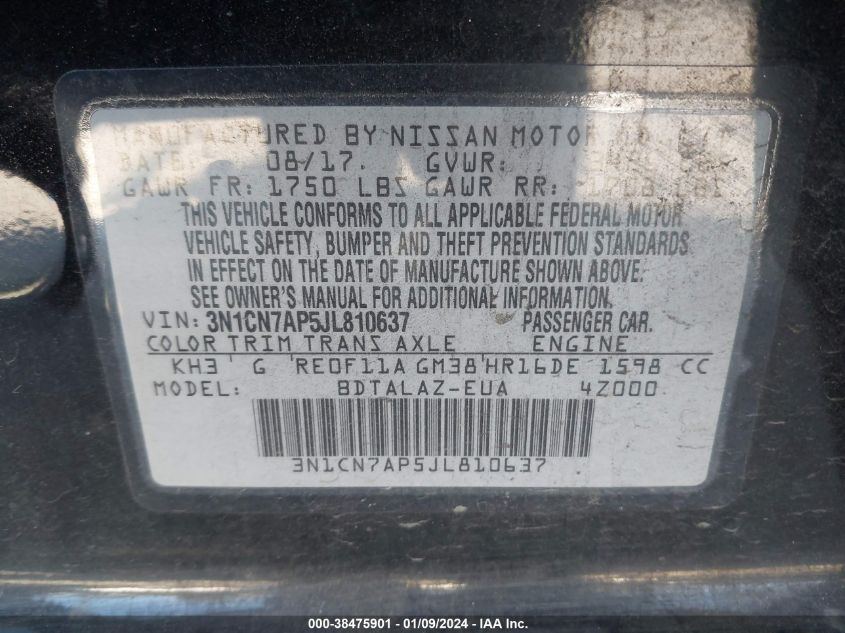 MANUFACTURED BY NISSAN MOTOR
DATE 08/17. GVWR:
GAWR FR: 1750 LBS GAWR RR:
THIS VEHICLE CONFORMS TO ALL APPLICABLE FEDERAL MOTOR
VEHICLE SAFETY, BUMPER AND THEFT PREVENTION STANDARDS
IN EFFECT ON THE DATE OF MANUFACTURE SHOWN ABOVE.
SEE OWNER'S MANUAL FOR ADDITIONAL INFORMATION.
VIN: 3N1CN7AP5JL810637 PASSENGER CAR.
COLOR TRIM TRANS AXLE ENGINE
KH3 G RE0F11A GM38 HR16DE 1598 CC
MODEL: BDTALAZ-EUA 4Z000
3N1CN7AP5JL810637
000-38475901 - 01/09/2024 - IAA Inc.